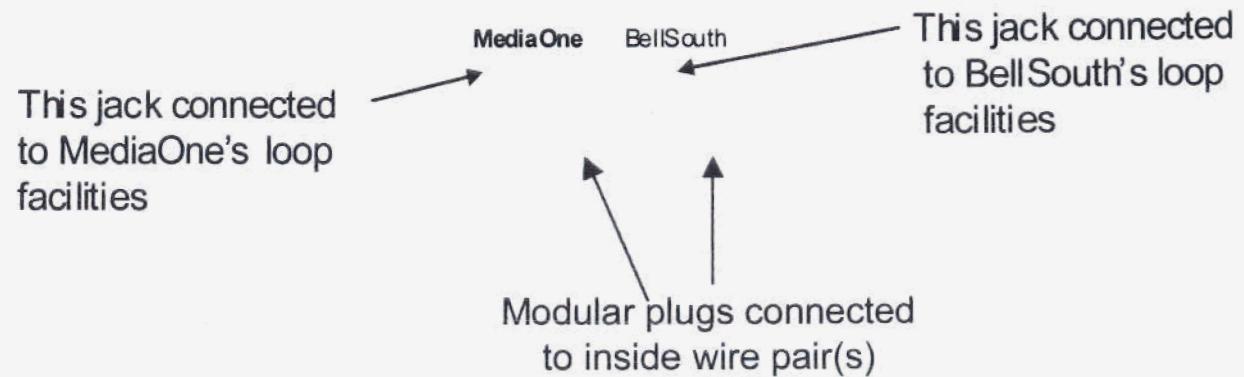 MediaOne BellSouth
This jack connected
to BellSouth's loop
facilities
This jack connected
to MediaOne's loop
facilities
Modular plugs connected
to inside wire pair(s)